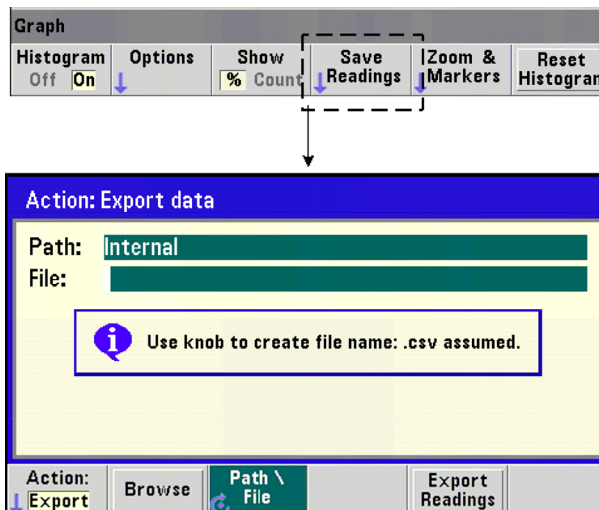 Graph
Histogram Options Show Save Zoom & Reset
Off On % Count Readings Markers Histogram
Action: Export data
Path: Internal
File:
i Use knob to create file name: .csv assumed.
Action: Browse Path \ Export
Export File Readings